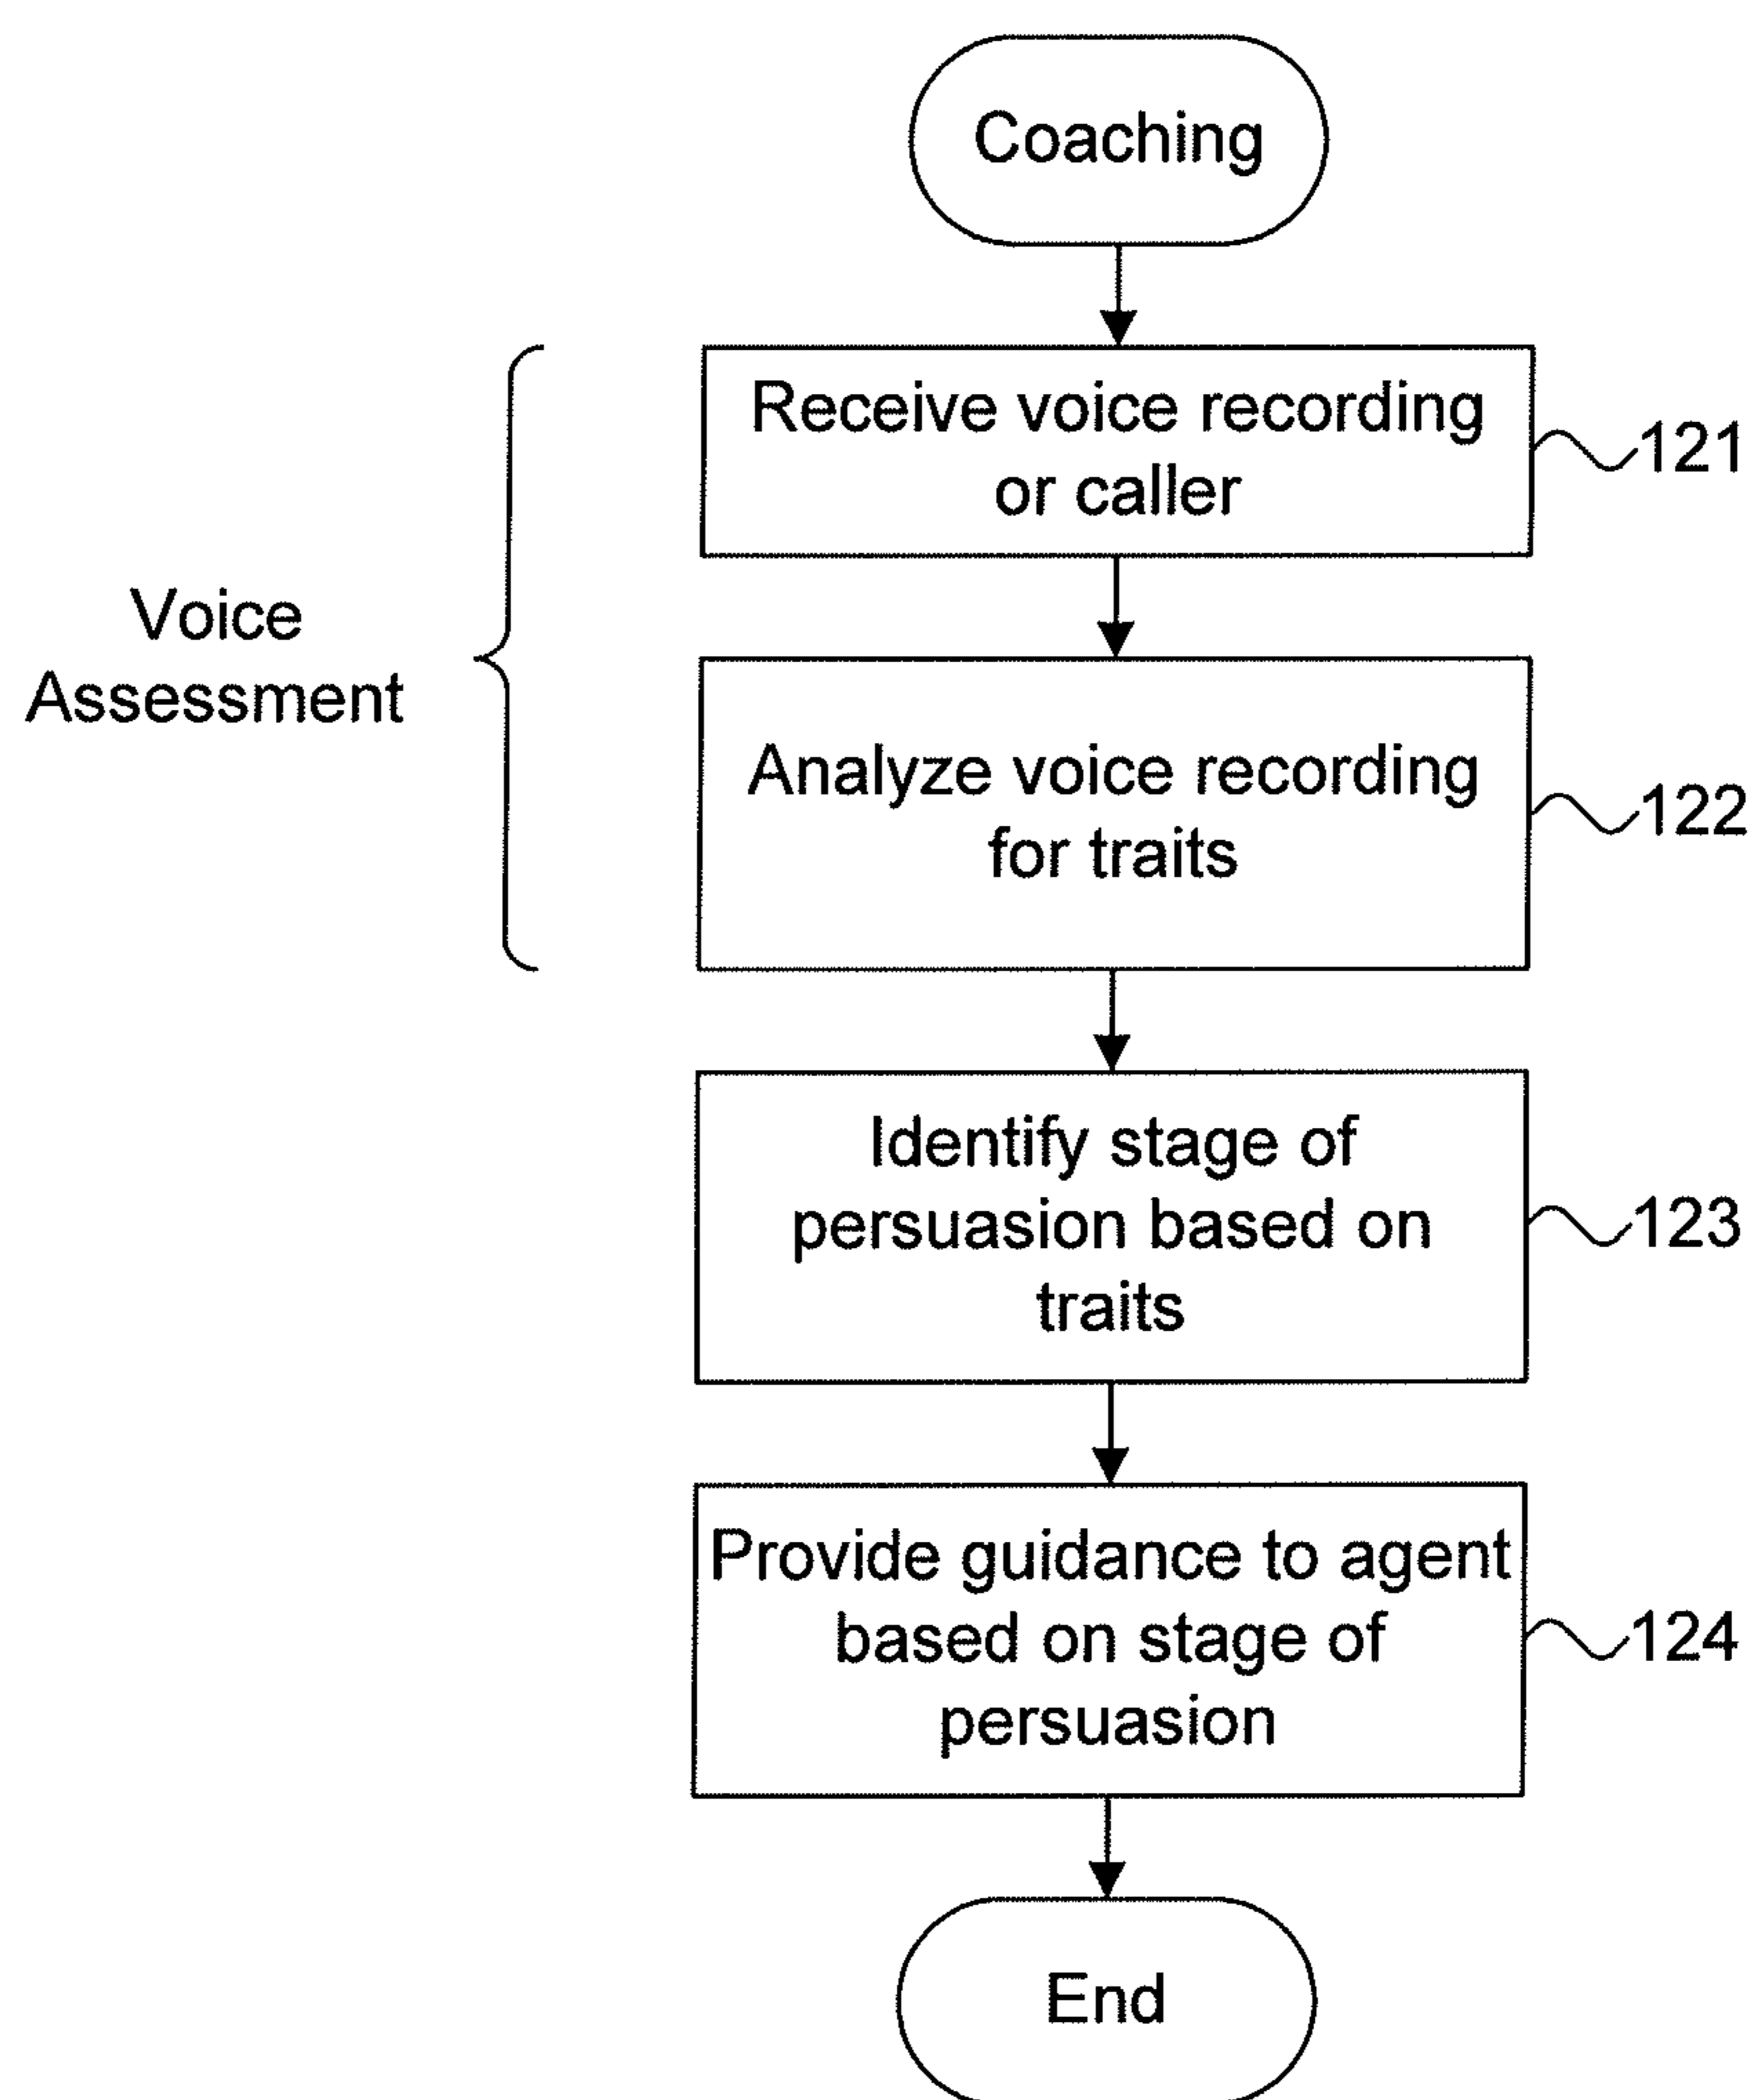 Coaching
Receive voice recording
or caller
121
Voice
Assessment
Analyze voice recording
for traits
122
Identify stage of
persuasion based on
traits
123
Provide guidance to agent
based on stage of
persuasion
124
End